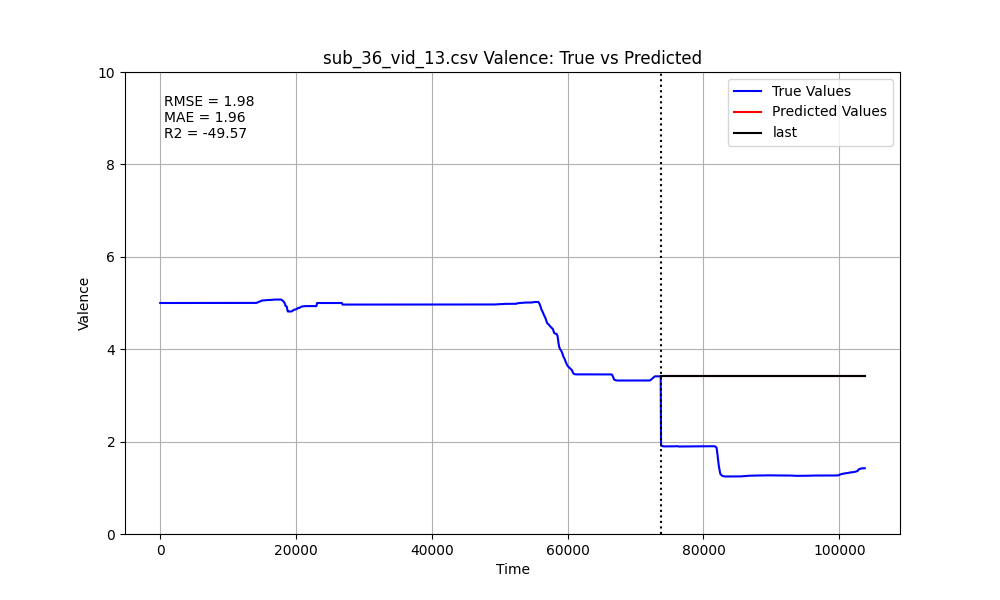 sub_36_vid_13.csv Valence: True vs Predicted
RMSE = 1.98
MAE = 1.96
R2 = -49.57
True Values
Predicted Values
last
Valence
10
8
6
4
2
0
0 20000 40000 60000 80000 100000
Time